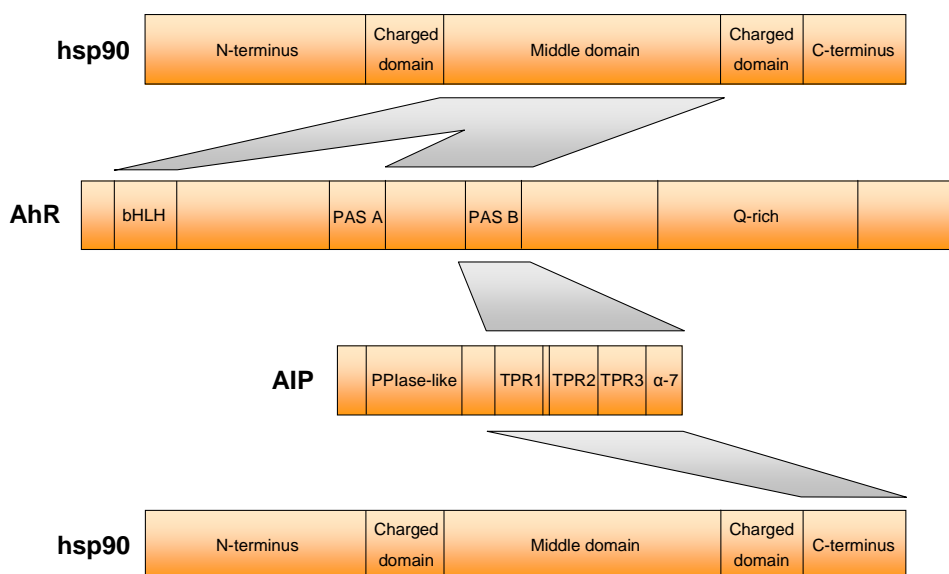 hsp90
N-terminus
Charged
domain
Middle domain
Charged
domain
C-terminus
AhR
bHLH
PAS A
PAS B
Q-rich
AIP
PPIase-like
TPR1
TPR2
TPR3
α-7
hsp90
N-terminus
Charged
domain
Middle domain
Charged
domain
C-terminus